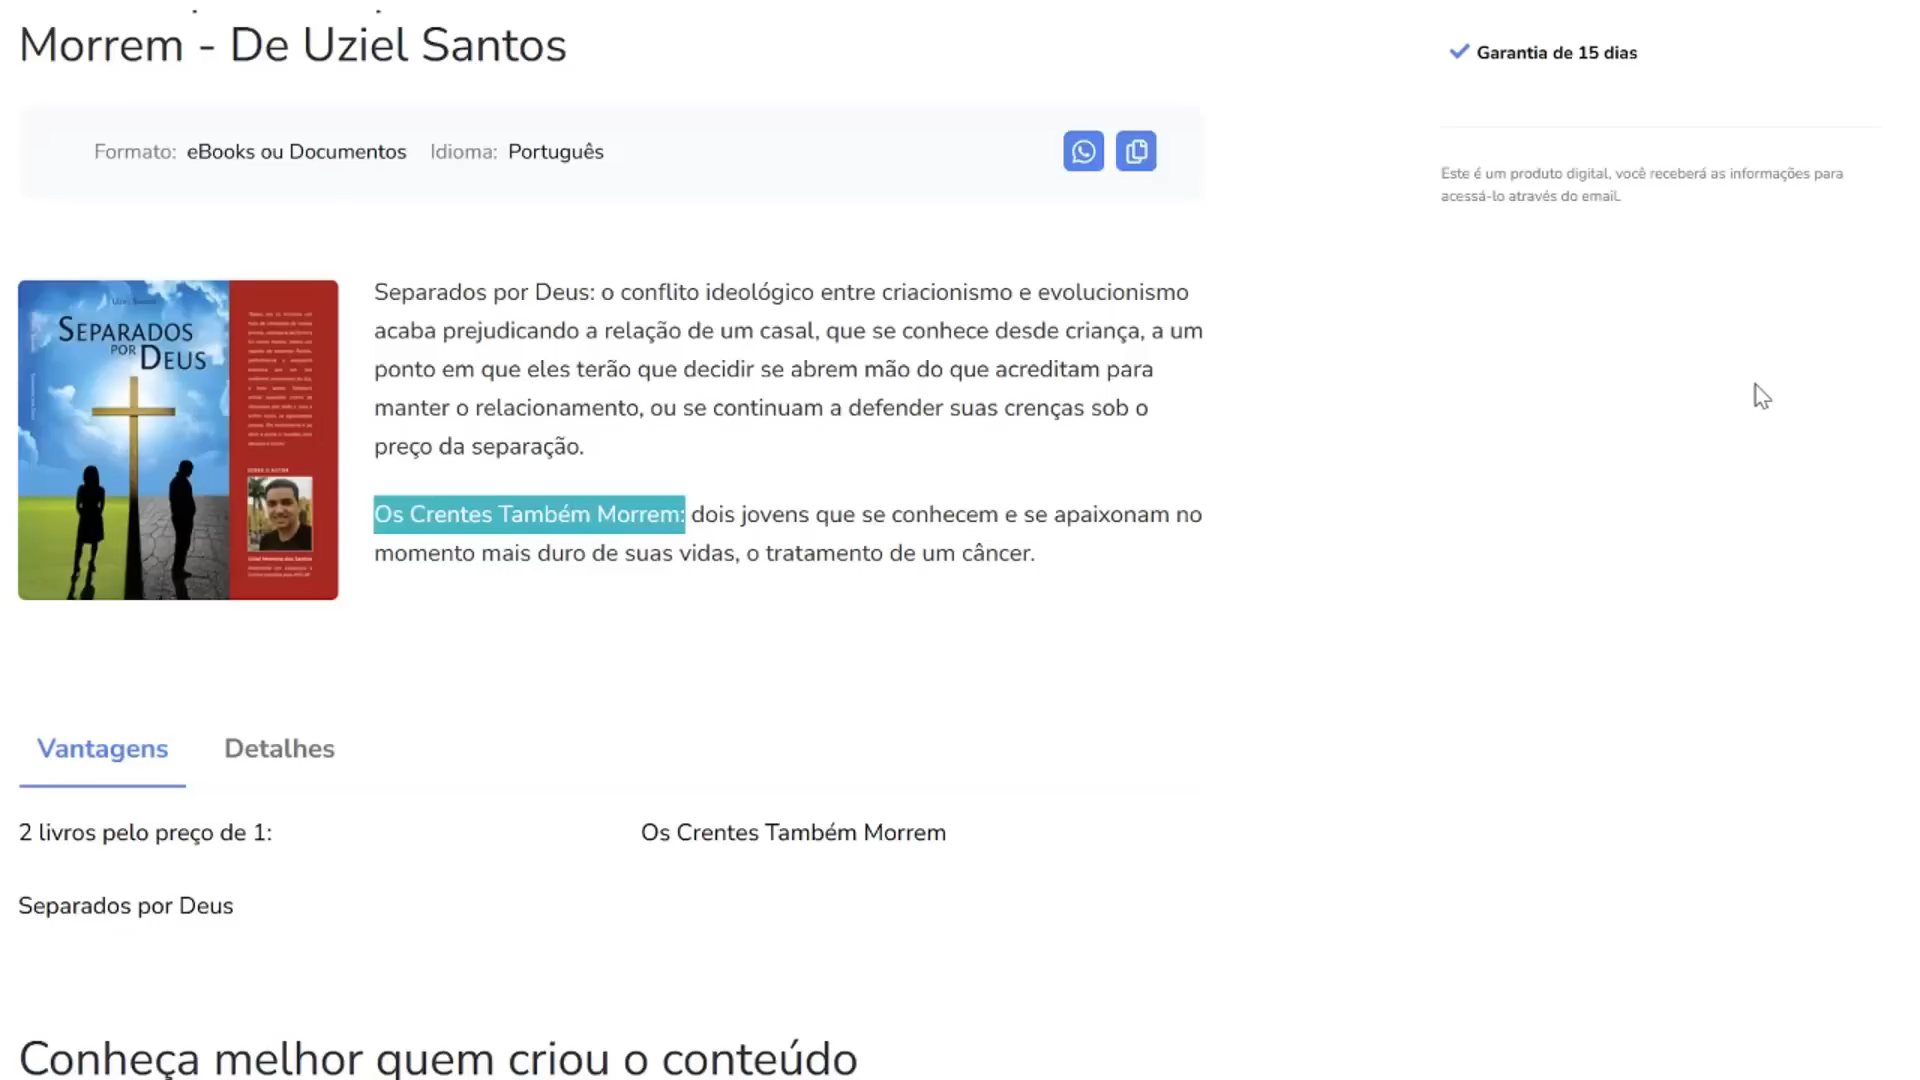 Morrem - De Uziel Santos
Garantia de 15 dias
Formato: eBooks ou Documentos Idioma: Português
Este é um produto digital, você receberá as informações para
acessá-lo através do email.
SEPARADOS
POR DEUS
SOBRE O AUTOR
Separados por Deus: o conflito ideológico entre criacionismo e evolucionismo
acaba prejudicando a relação de um casal, que se conhece desde criança, a um
ponto em que eles terão que decidir se abrem mão do que acreditam para
manter o relacionamento, ou se continuam a defender suas crenças sob o
preço da separação.
Os Crentes Também Morrem: dois jovens que se conhecem e se apaixonam no
momento mais duro de suas vidas, o tratamento de um câncer.
Vantagens Detalhes
2 livros pelo preço de 1:
Os Crentes Também Morrem
Separados por Deus
Conheça melhor quem criou o conteúdo